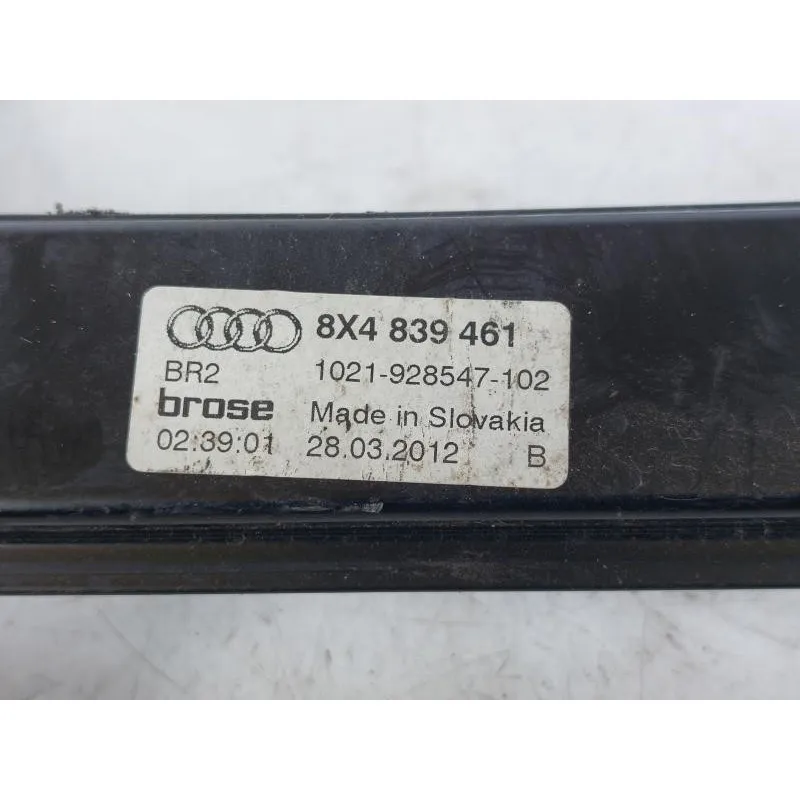 8X4 839 461
BR2 1021-928547-102
brose Made in Slovakia
02:39:01 28.03.2012 B